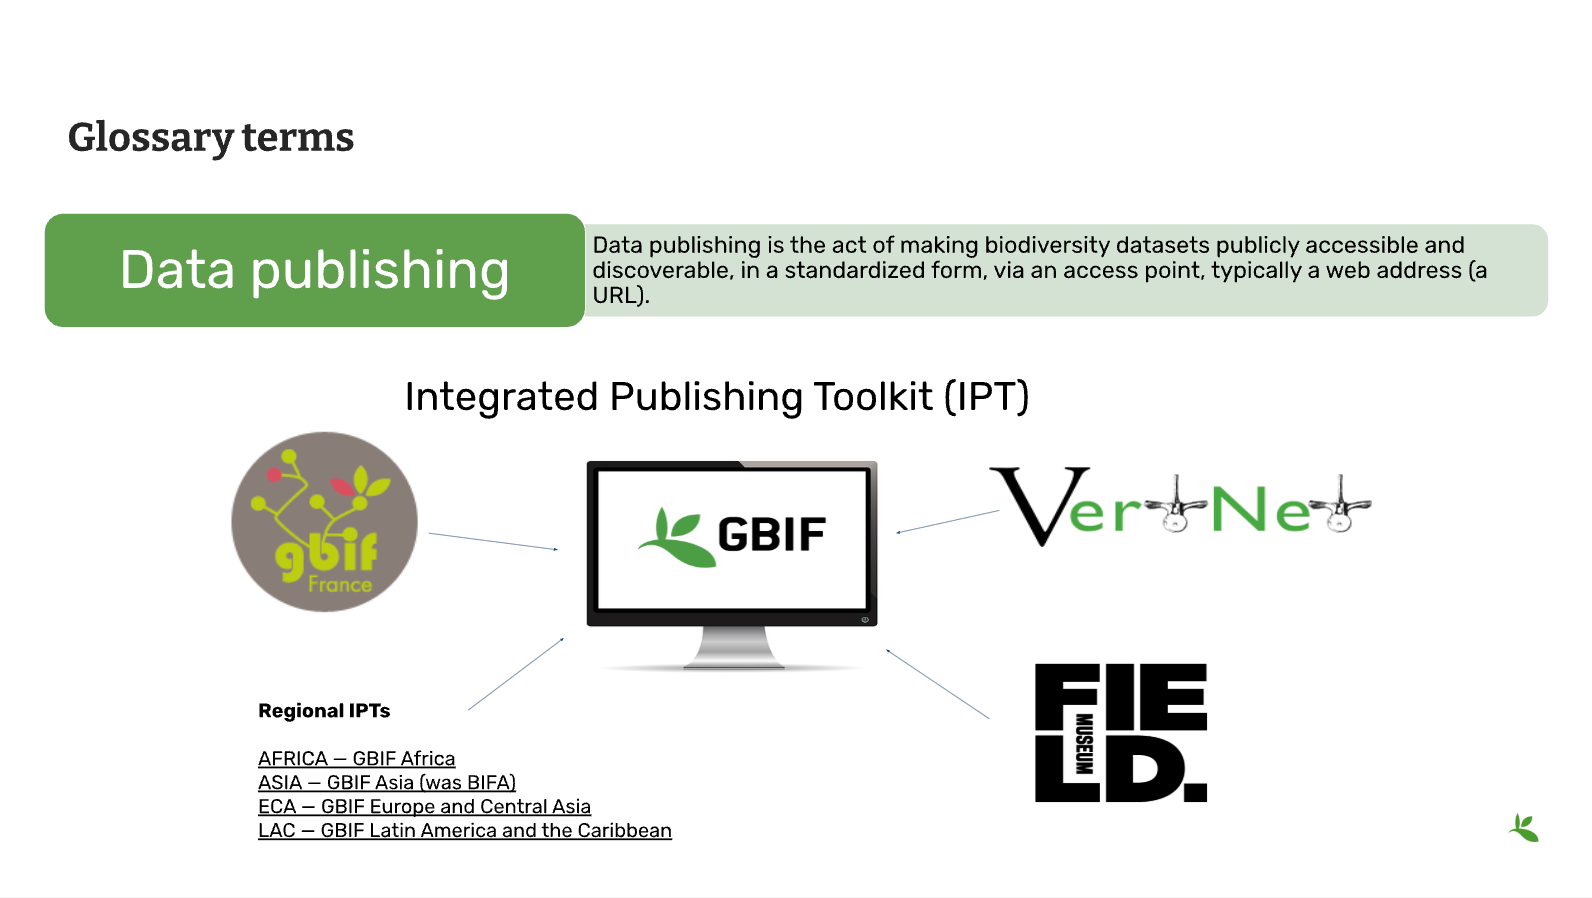 Glossary terms
Data publishing
Data publishing is the act of making biodiversity datasets publicly accessible and
discoverable, in a standardized form, via an access point, typically a web address (a
URL).
Integrated Publishing Toolkit (IPT)
gbif
France
GBIF
VertNet
Regional IPTs
AFRICA – GBIF Africa
ASIA – GBIF Asia (was BIFA)
ECA – GBIF Europe and Central Asia
LAC – GBIF Latin America and the Caribbean
FIE
LD.
MUSEUM